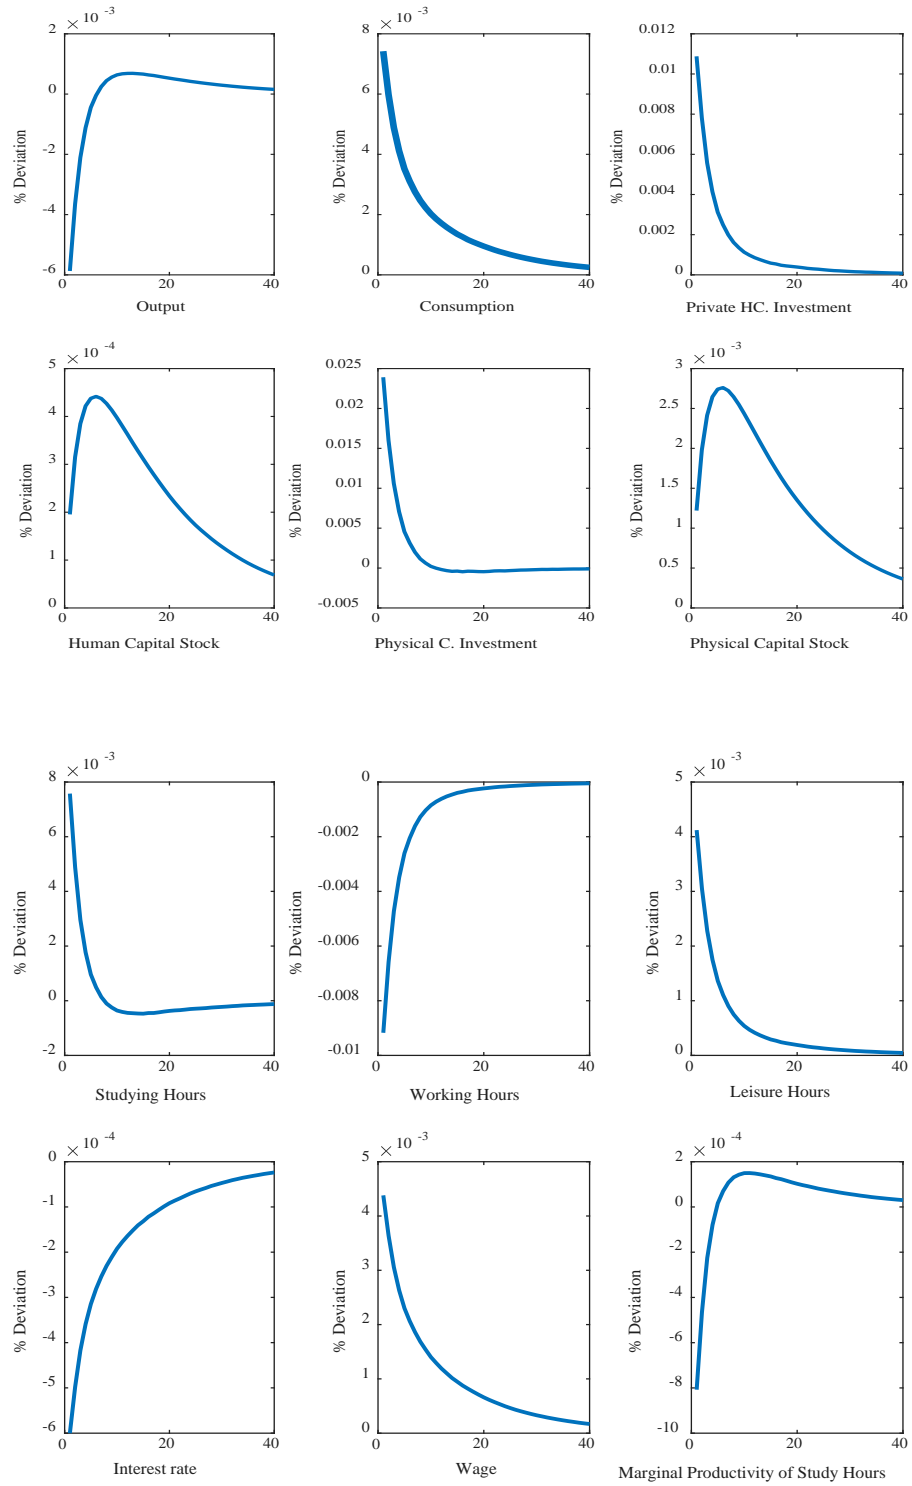 × 10 -3
2
0
-2
-4
-6
% Deviation
0 20 40
Output
× 10 -3
8
6
4
2
0
% Deviation
0 20 40
Consumption
0.012
0.01
0.008
0.006
0.004
0.002
0
% Deviation
0 20 40
Private HC. Investment
× 10 -4
5
4
3
2
1
0
% Deviation
0 20 40
Human Capital Stock
0.025
0.02
0.015
0.01
0.005
0
-0.005
% Deviation
0 20 40
Physical C. Investment
× 10 -3
3
2.5
2
1.5
1
0.5
0
% Deviation
0 20 40
Physical Capital Stock
× 10 -3
8
6
4
2
0
-2
% Deviation
0 20 40
Studying Hours
0
-0.002
-0.004
-0.006
-0.008
-0.01
% Deviation
0 20 40
Working Hours
× 10 -3
5
4
3
2
1
0
% Deviation
0 20 40
Leisure Hours
× 10 -4
0
-1
-2
-3
-4
-5
-6
% Deviation
0 20 40
Interest rate
× 10 -3
5
4
3
2
1
0
% Deviation
0 20 40
Wage
× 10 -4
2
0
-2
-4
-6
-8
-10
% Deviation
0 20 40
Marginal Productivity of Study Hours